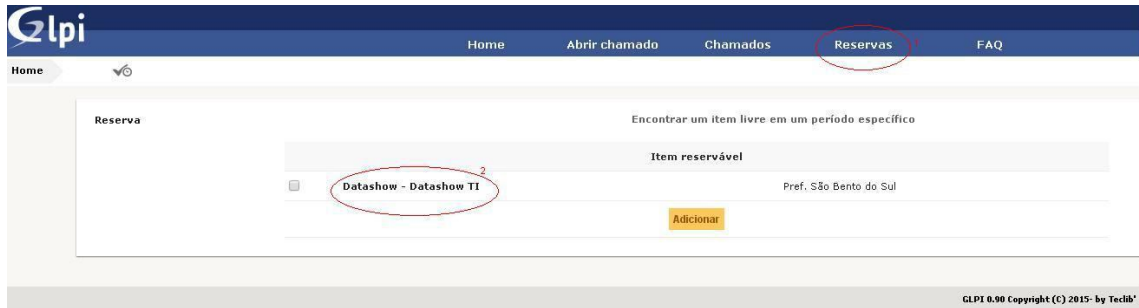 Glpi
Home Abrir chamado Chamados Reservas 1 FAQ
Home
Reserva Encontrar um item livre em um período específico
Item reservável
2
Datashow - Datashow TI Pref. São Bento do Sul
Adicionar
GLPI 0.90 Copyright (C) 2015- by Teclib'